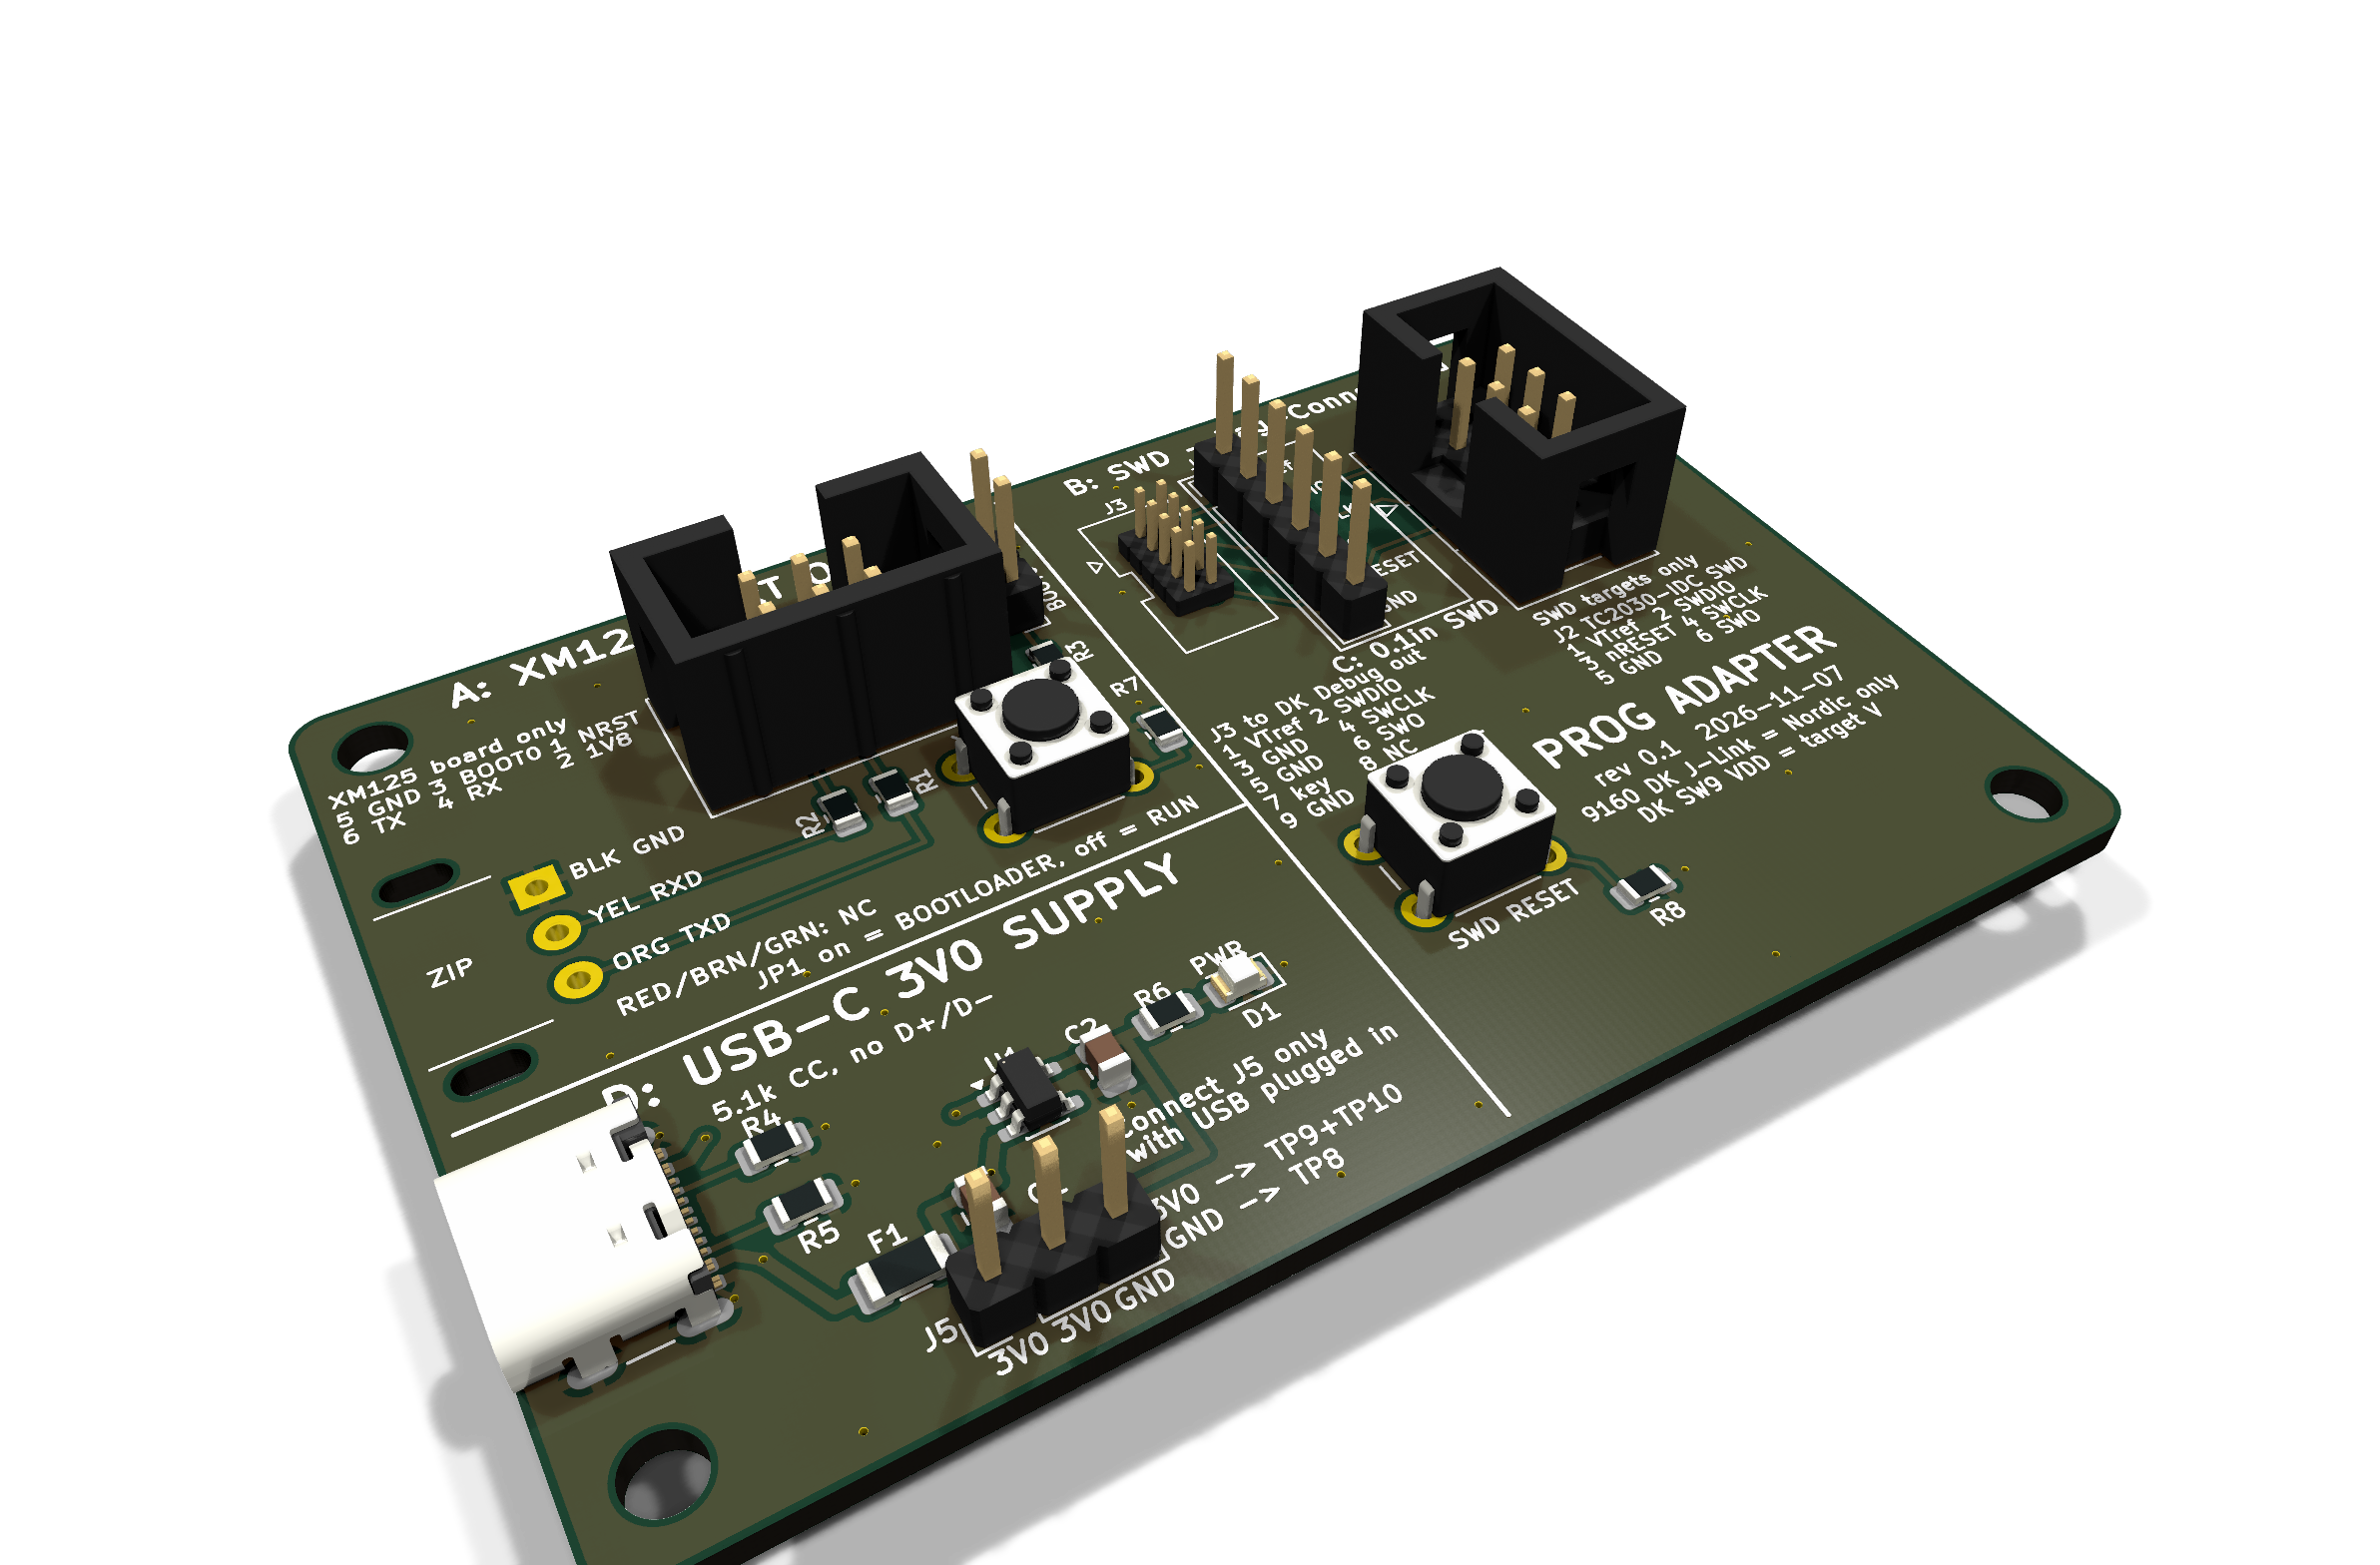 A: XM12
XM125 board only
5 GND 3 BOOT0 1 NRST
6 TX 4 RX 2 1V8
BLK GND
YEL RXD
ORG TXD
ZIP
RED/BRN/GRN: NC
JP1 on = BOOTLOADER, off = RUN
R2
R1
R3
R7
B: SWD
J3
ESET
GND
C: 0.1in SWD
J3 to DK Debug out
1 VTref 2 SWDIO
3 GND 4 SWCLK
5 GND 6 SWO
7 key 8 NC
9 GND
SWD targets only
J2 TC2030-IDC SWD
1 VTref 2 SWDIO
3 nRESET 4 SWCLK
5 GND 6 SWO
PROG ADAPTER
rev 0.1 2026-11-07
9160 DK J-Link = Nordic only
DK SW9 VDD = target V
SWD RESET
R8
D: USB-C 3V0 SUPPLY
5.1k CC, no D+/D-
R4
R5
F1
C2
R6
PWR
D1
Connect J5 only
with USB plugged in
3V0 -> TP9+TP10
GND -> TP8
J5
3V0 3V0 GND